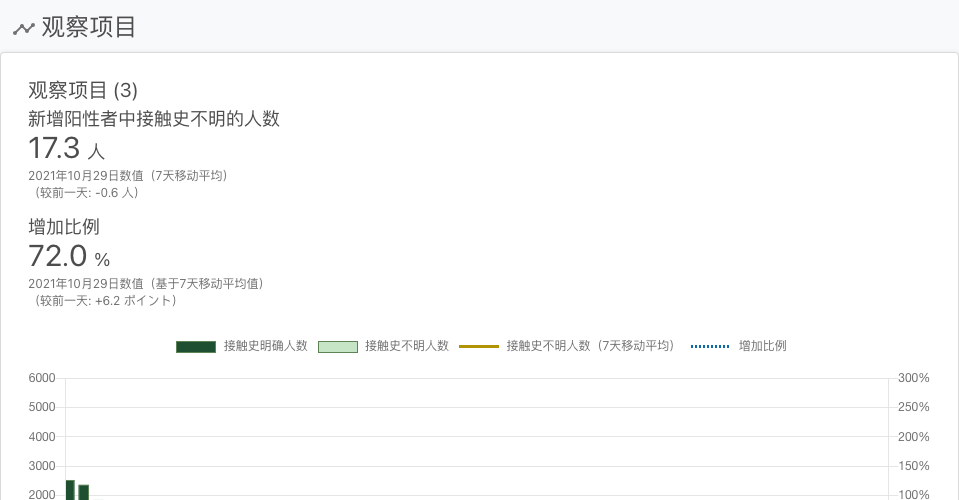 观察项目
观察项目 (3)
新增阳性者中接触史不明的人数
17.3 人
2021年10月29日数值（7天移动平均）
（较前一天: -0.6 人）
增加比例
72.0 %
2021年10月29日数值（基于7天移动平均值）
（较前一天: +6.2 ポイント）
接触史明确人数 接触史不明人数 接触史不明人数（7天移动平均） 增加比例
6000 300%
5000 250%
4000 200%
3000 150%
2000 100%